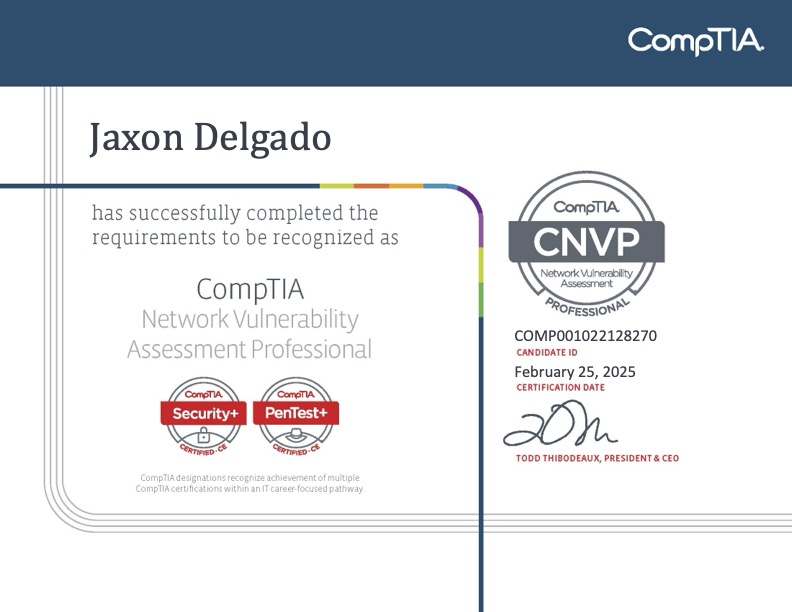 CompTIA.
Jaxon Delgado
has successfully completed the
requirements to be recognized as
CompTIA
Network Vulnerability
Assessment Professional
CompTIA.
Security+
CERTIFIED·CE
CompTIA.
PenTest+
CERTIFIED·CE
CompTIA designations recognize achievement of multiple
CompTIA certifications within an IT career-focused pathway.
CompTIA.
CNVP
Network Vulnerability
Assessment
PROFESSIONAL
COMP001022128270
CANDIDATE ID
February 25, 2025
CERTIFICATION DATE
TODD THIBODEAUX, PRESIDENT & CEO